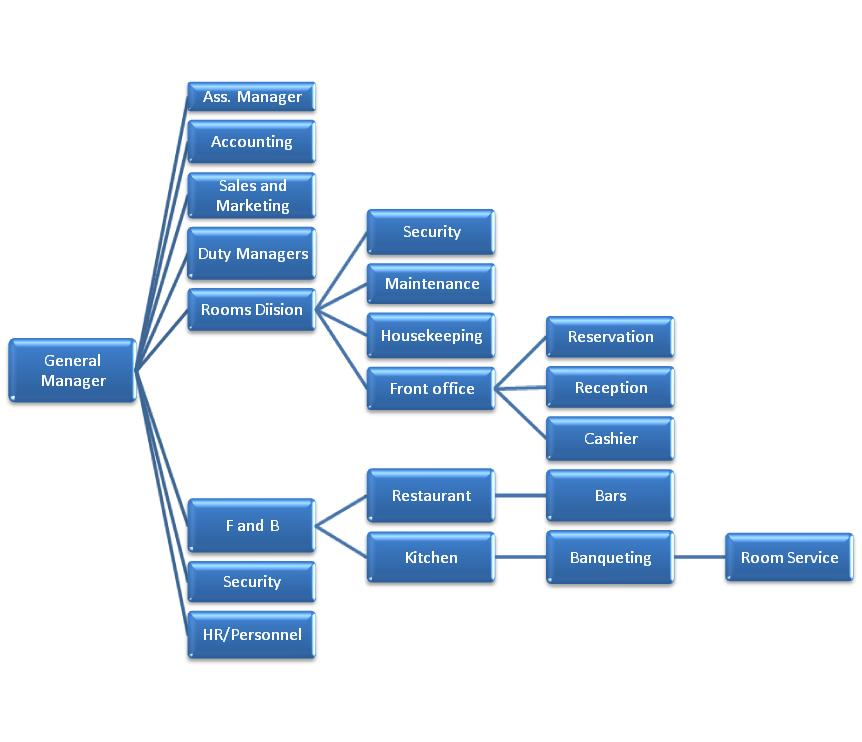 Ass. Manager
Accounting
Sales and
Marketing
Duty Managers
Rooms Diision
General
Manager
Security
Maintenance
Housekeeping
Front office
Reservation
Reception
Cashier
F and B
Restaurant
Bars
Kitchen
Banqueting
Room Service
Security
HR/Personnel